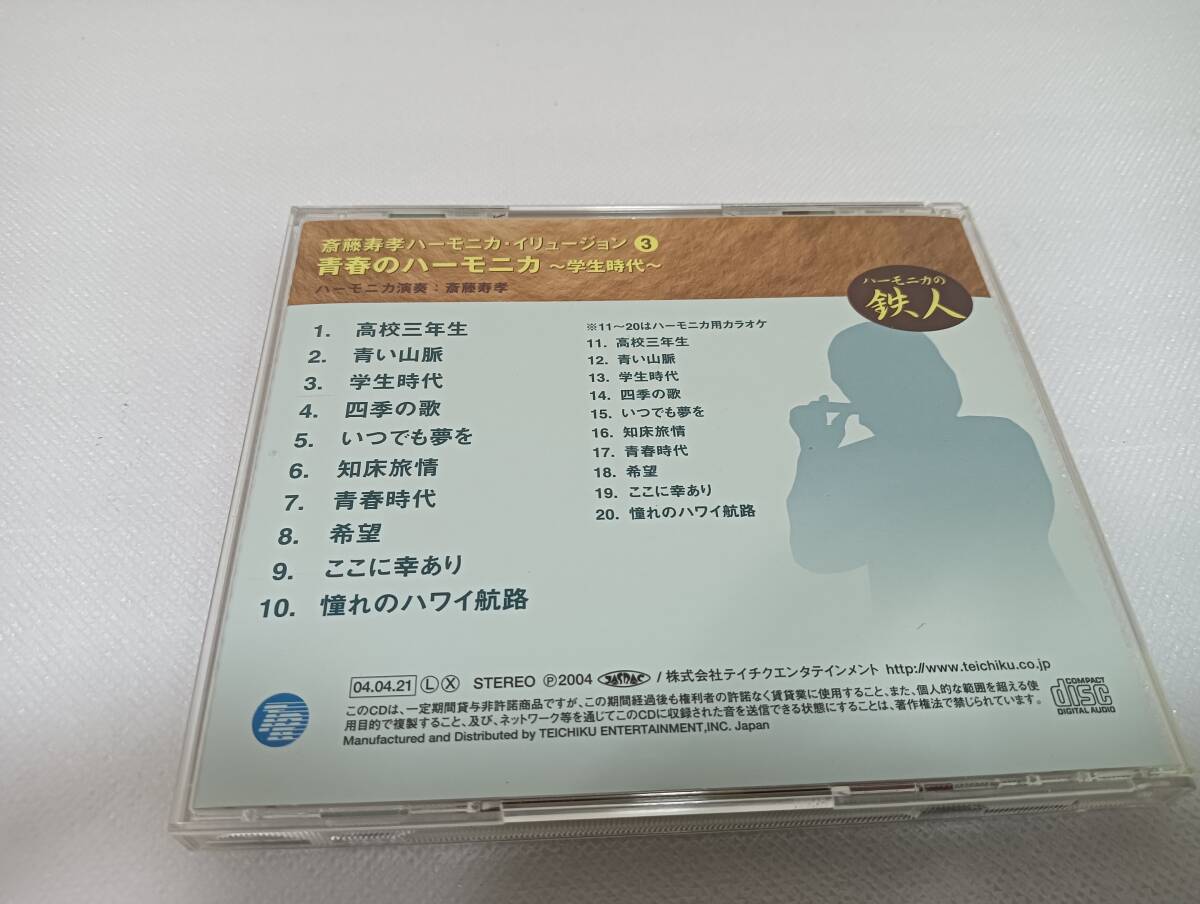 斎藤寿孝ハーモニカ・イリュージョン 3
青春のハーモニカ ～学生時代～
ハーモニカ演奏：斎藤寿孝
ハーモニカの
鉄人
1. 高校三年生
2. 青い山脈
3. 学生時代
4. 四季の歌
5. いつでも夢を
6. 知床旅情
7. 青春時代
8. 希望
9. ここに幸あり
10. 憧れのハワイ航路
※11～20はハーモニカ用カラオケ
11. 高校三年生
12. 青い山脈
13. 学生時代
14. 四季の歌
15. いつでも夢を
16. 知床旅情
17. 青春時代
18. 希望
19. ここに幸あり
20. 憧れのハワイ航路
04.04.21 Ⓛ Ⓧ STEREO ℗2004 JASRAC / 株式会社テイチクエンタテインメント http://www.teichiku.co.jp
このCDは、一定期間貸与非許諾商品ですが、この期間経過後も権利者の許諾なく賃貸業に使用すること、また、個人的な範囲を超える使
用目的で複製すること、及び、ネットワーク等を通じてこのCDに収録された音を送信できる状態にすることは、著作権法で禁じられています。
Manufactured and Distributed by TEICHIKU ENTERTAINMENT,INC. Japan
COMPACT
disc
DIGITAL AUDIO